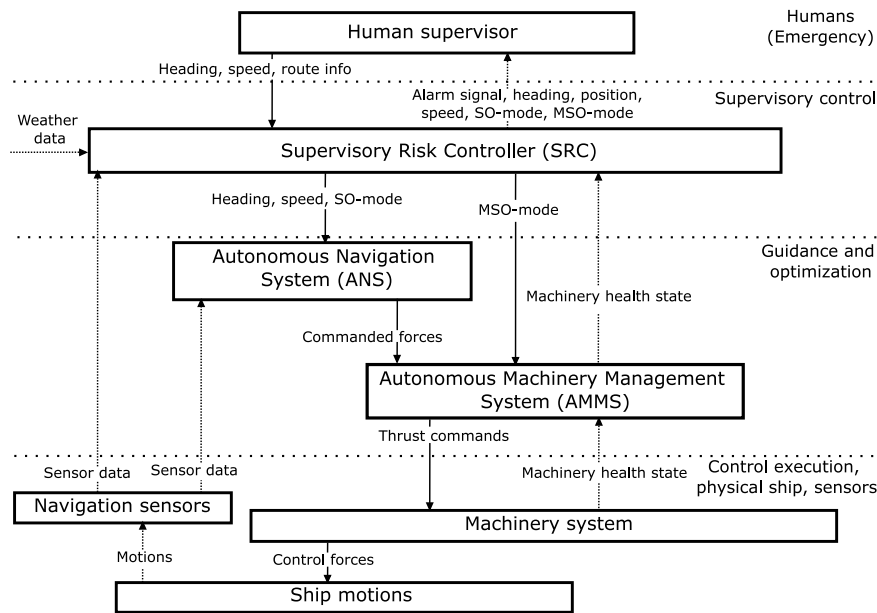 Humans
(Emergency)
Human supervisor
Heading, speed, route info
Alarm signal, heading, position,
speed, SO-mode, MSO-mode
Supervisory control
Weather
data
Supervisory Risk Controller (SRC)
Heading, speed, SO-mode
MSO-mode
Guidance and
optimization
Autonomous Navigation
System (ANS)
Machinery health state
Commanded forces
Autonomous Machinery Management
System (AMMS)
Thrust commands
Sensor data
Sensor data
Machinery health state
Control execution,
physical ship, sensors
Navigation sensors
Machinery system
Motions
Control forces
Ship motions